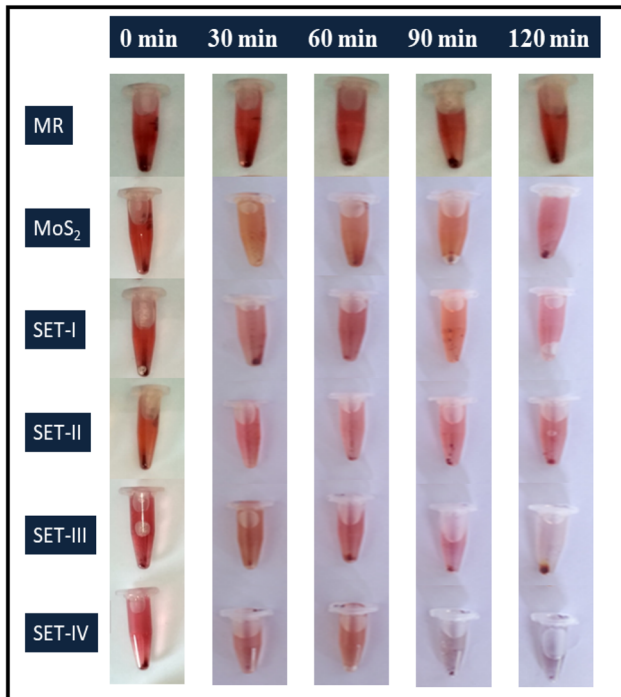 0 min 30 min 60 min 90 min 120 min
MR
MoS₂
SET-I
SET-II
SET-III
SET-IV